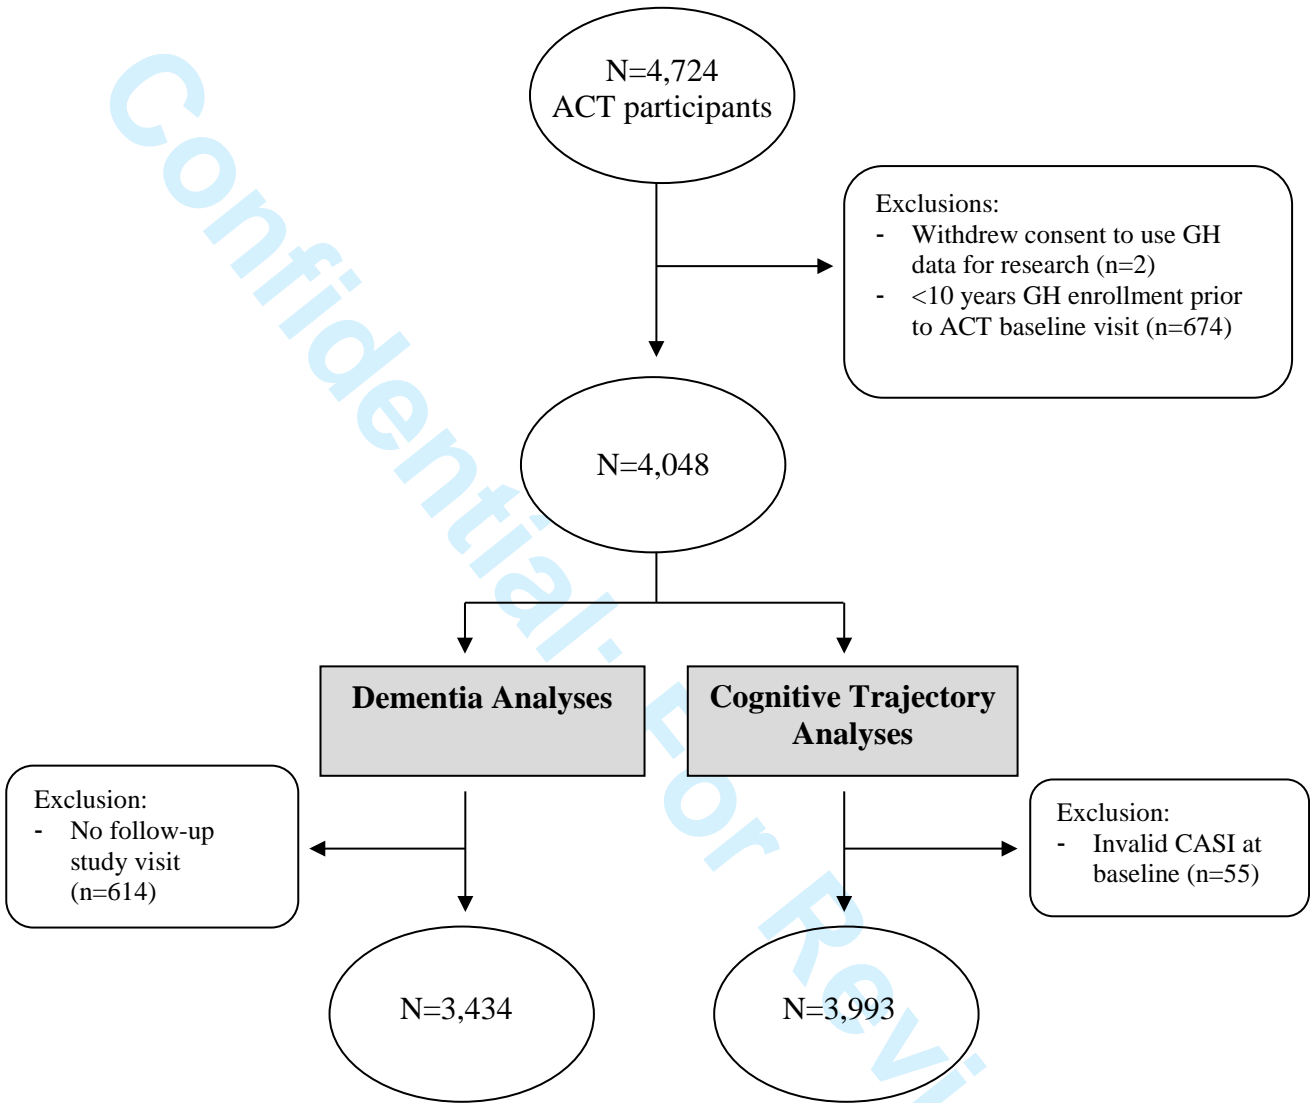 N=4,724
ACT participants
Exclusions:
- Withdrew consent to use GH
data for research (n=2)
- <10 years GH enrollment prior
to ACT baseline visit (n=674)
N=4,048
Dementia Analyses
Cognitive Trajectory
Analyses
Exclusion:
- No follow-up
study visit
(n=614)
Exclusion:
- Invalid CASI at
baseline (n=55)
N=3,434
N=3,993
Confidential: For Revi